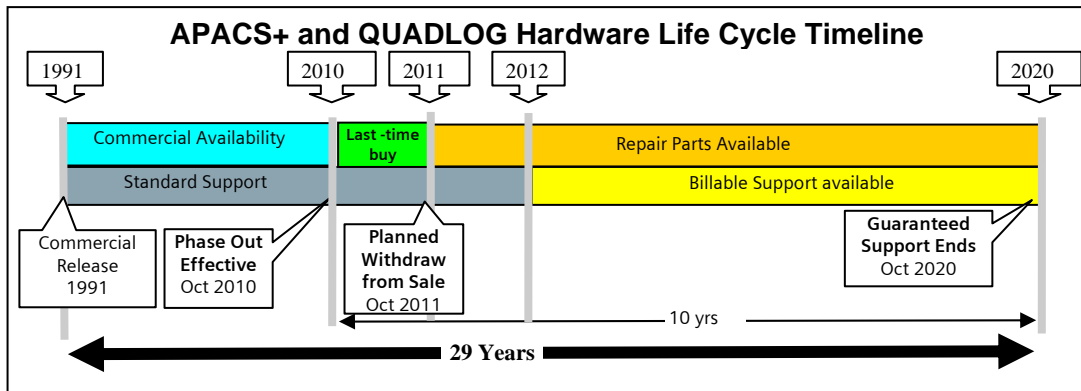 APACS+ and QUADLOG Hardware Life Cycle Timeline
1991
2010
2011
2012
2020
Commercial Availability
Last -time
buy
Repair Parts Available
Standard Support
Billable Support available
Commercial
Release
1991
Phase Out
Effective
Oct 2010
Planned
Withdraw
from Sale
Oct 2011
Guaranteed
Support Ends
Oct 2020
10 yrs
29 Years